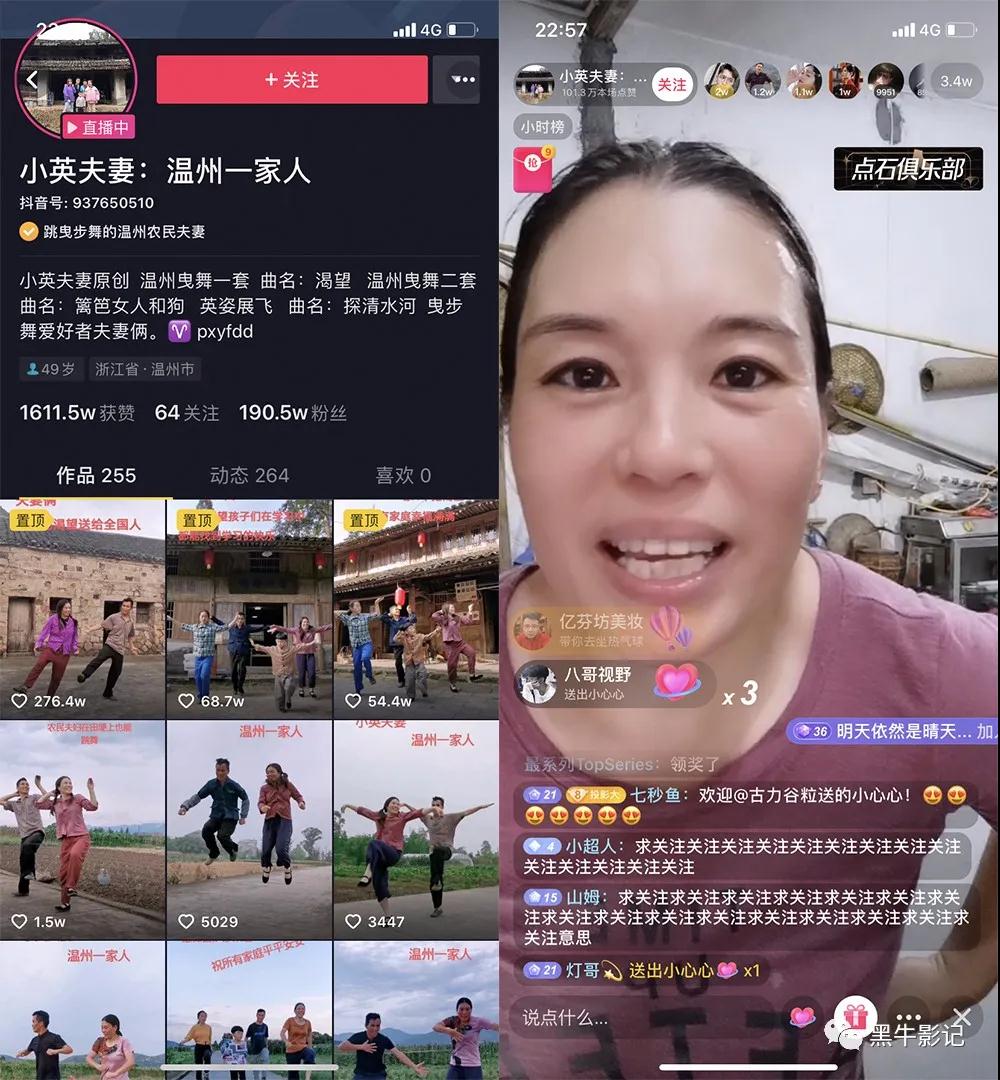 22
4G
直播中
+ 关注
小英夫妻：温州一家人
抖音号: 937650510
跳曳步舞的温州农民夫妻
小英夫妻原创 温州曳舞一套 曲名：渴望 温州曳舞二套
曲名：篱笆女人和狗 英姿展飞 曲名：探清水河 曳步
舞爱好者夫妻俩。 pxyfdd
49岁
浙江省 · 温州市
1611.5w获赞 64关注 190.5w粉丝
作品 255 动态 264 喜欢 0
夫妻俩
置顶
渴望送给全国人
276.4w
置顶
68.7w
置顶
54.4w
农民夫妇在田埂上也能
跳舞
1.5w
温州一家人
5029
小英夫妻
温州一家人
3447
温州一家人
祝所有家庭平平安安
温州一家人
22:57
4G
小英夫妻：...
101.3万本场点赞
关注
2w
1.2w
1.1w
1w
9951
3.4w
小时榜
抢
9
点石俱乐部
亿芬坊美妆
带你去坐热气球
八哥视野
送出小心心
x 3
36 明天依然是晴天... 加
最系列TopSeries：领奖了
21 8 投影大 七秒鱼：欢迎@古力谷粒送的小心心！😍😍
😍😍😍😍😍
4 小超人：求关注关注关注关注关注关注关注关注关注
关注关注关注关注关注
15 山姆：求关注求关注求关注求关注求关注求关注求关
注求关注求关注求关注求关注求关注求关注求关注求
关注意思
21 灯哥💫 送出小心心💗 x1
说点什么...
黑牛影记